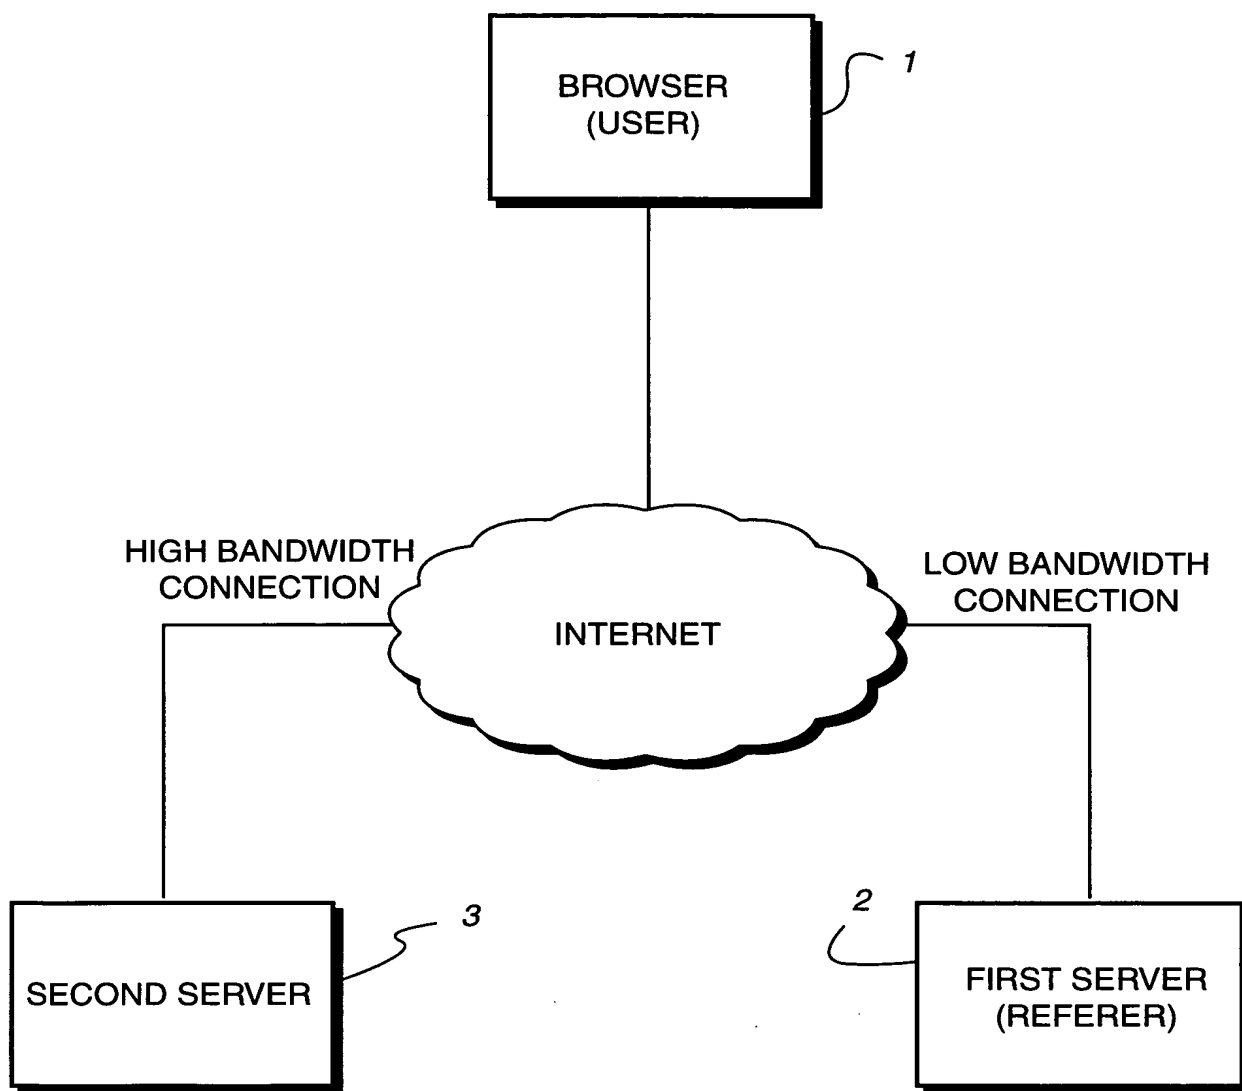 BROWSER
(USER)
1
HIGH BANDWIDTH
CONNECTION
LOW BANDWIDTH
CONNECTION
INTERNET
3
2
SECOND SERVER
FIRST SERVER
(REFERER)